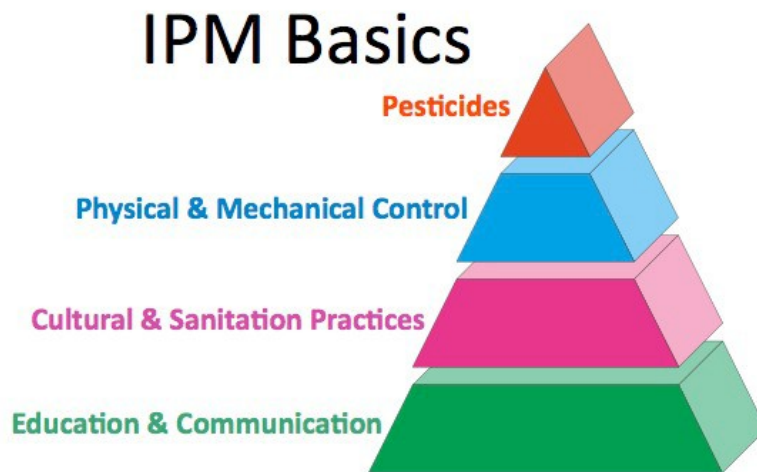 IPM Basics
Pesticides
Physical & Mechanical Control
Cultural & Sanitation Practices
Education & Communication